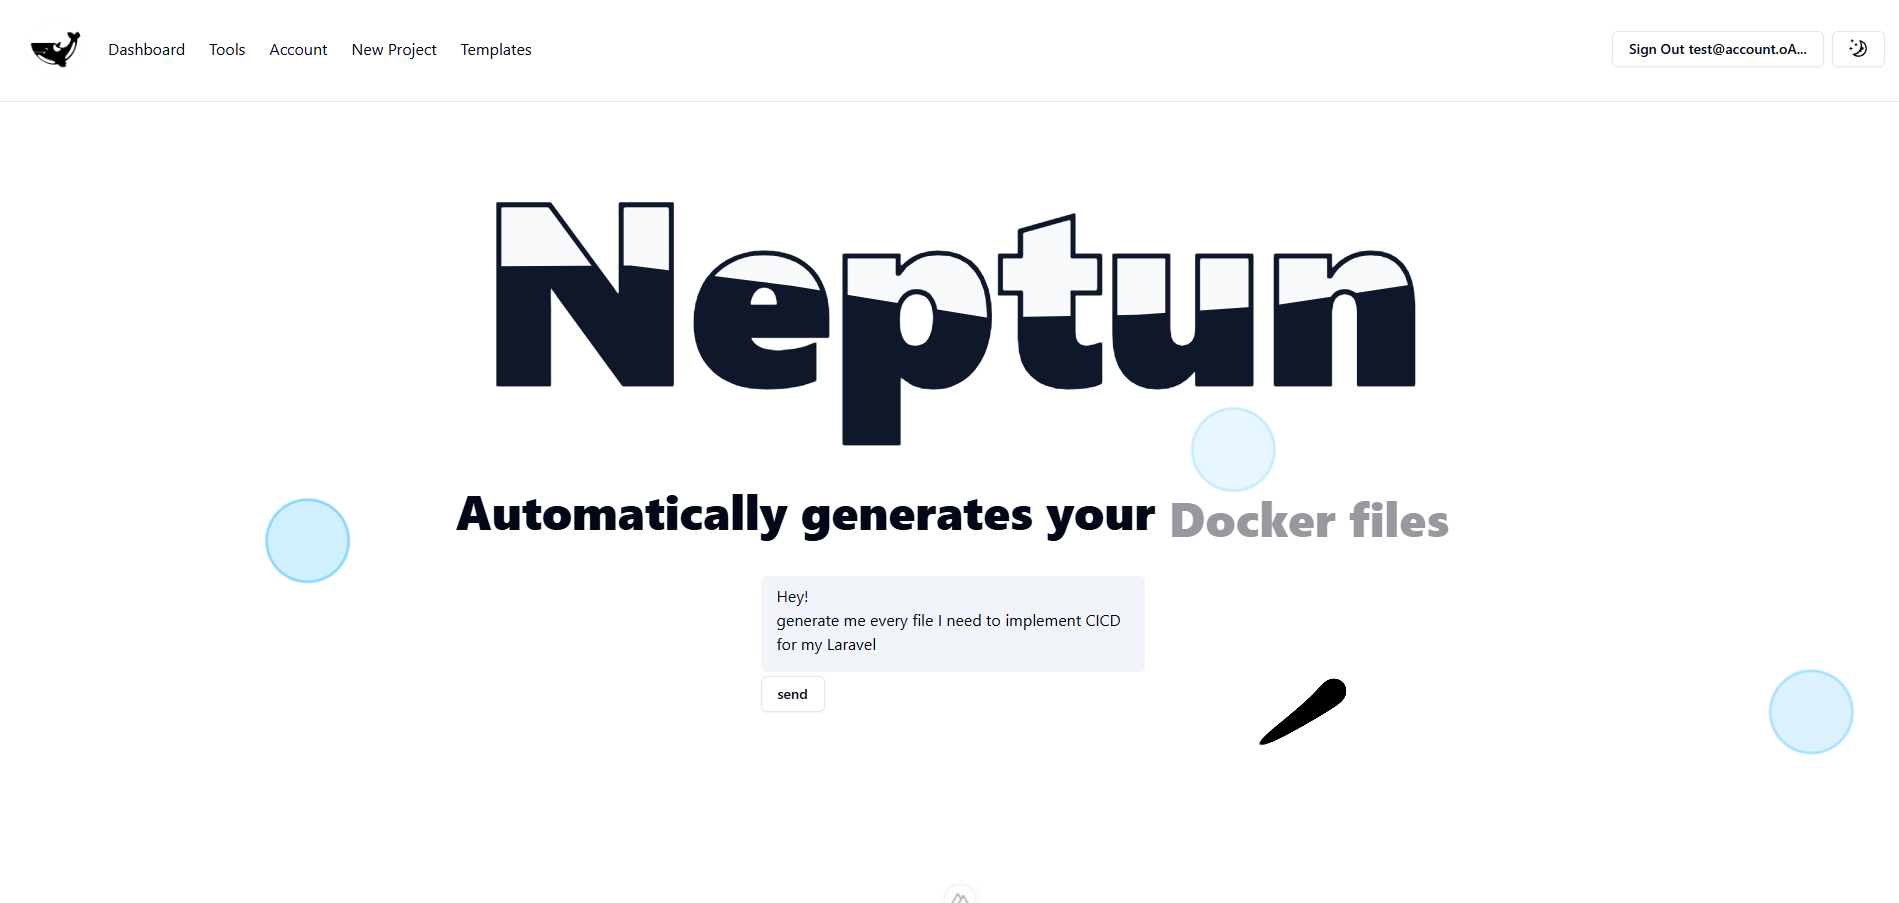 Dashboard Tools Account New Project Templates Sign Out test@account.oA...
Neptun
Automatically generates your Docker files
Hey!
generate me every file I need to implement CICD
for my Laravel
send